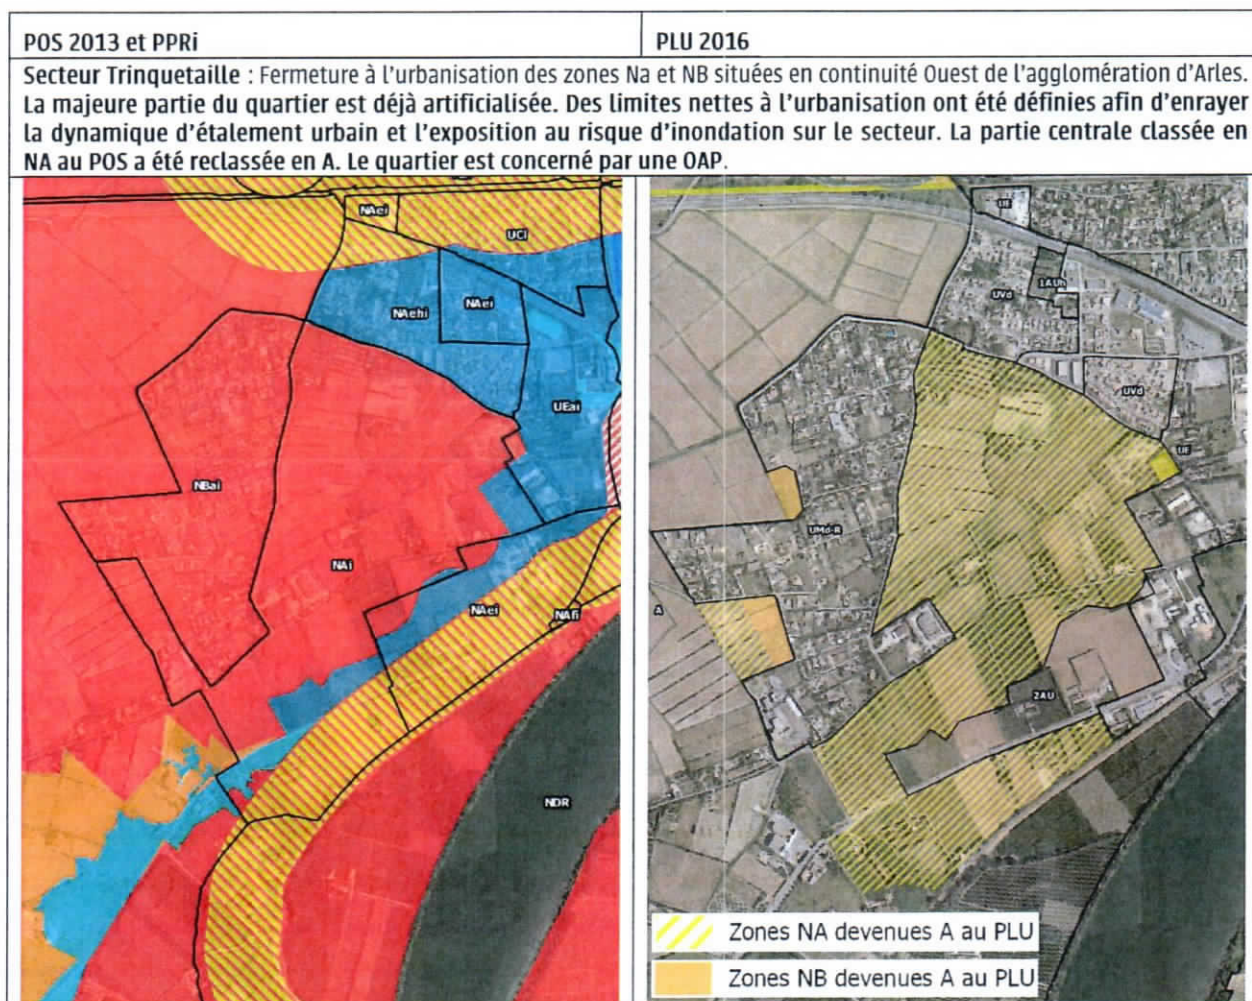 POS 2013 et PPRi
PLU 2016
Secteur Trinquetaille : Fermeture à l'urbanisation des zones Na et NB situées en continuité Ouest de l'agglomération d'Arles.
La majeure partie du quartier est déjà artificialisée. Des limites nettes à l'urbanisation ont été définies afin d'enrayer
la dynamique d'étalement urbain et l'exposition au risque d'inondation sur le secteur. La partie centrale classée en
NA au POS a été reclassée en A. Le quartier est concerné par une OAP.
NAei
UCi
NAei
NAehi
UEai
NBai
NAi
NAei
NAfi
NDR
UE
1AUh
UVd
UVd
UE
UMd-R
A
2AU
Zones NA devenues A au PLU
Zones NB devenues A au PLU